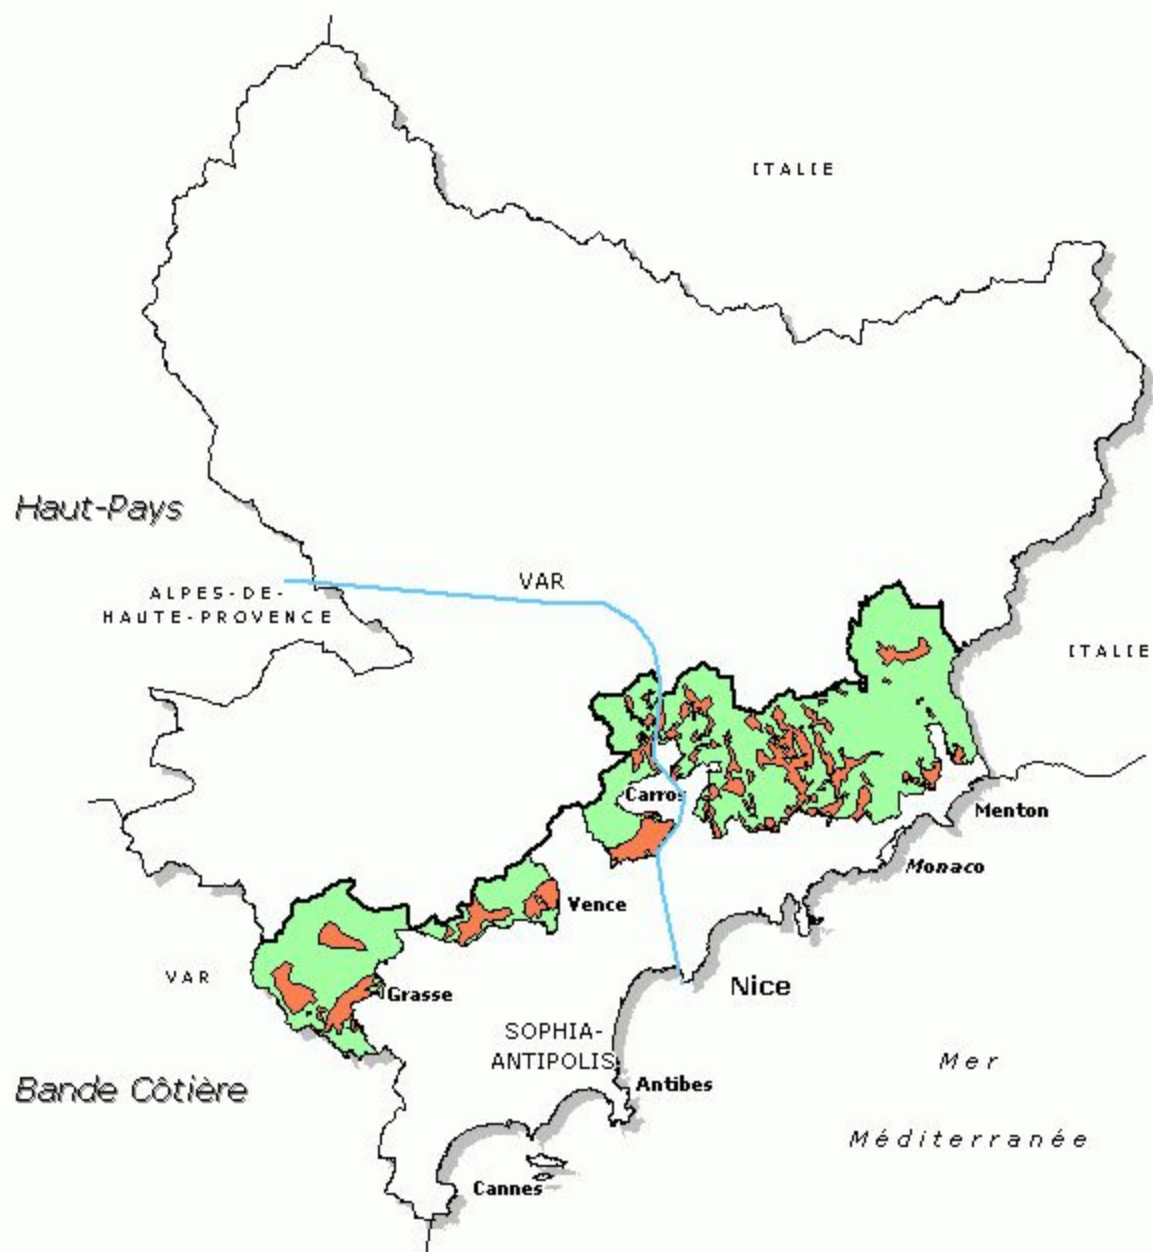 ITALIE
Haut-Pays
VAR
ALPES-DE-
HAUTE-PROVENCE
ITALIE
Carros
Menton
Monaco
Vence
VAR
Grasse
Nice
SOPHIA-
ANTIPOLIS
Mer
Bande Côtière
Antibes
Méditerranée
Cannes